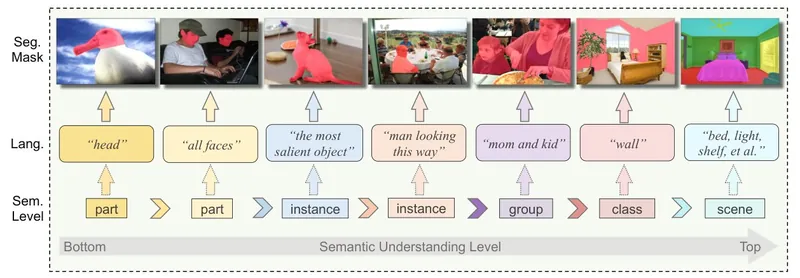 Seg.
Mask
Lang.
“head”
“all faces”
“the most
salient object”
“man looking
this way”
“mom and kid”
“wall”
“bed, light,
shelf, et al.”
Sem.
Level
part
part
instance
instance
group
class
scene
Bottom
Semantic Understanding Level
Top